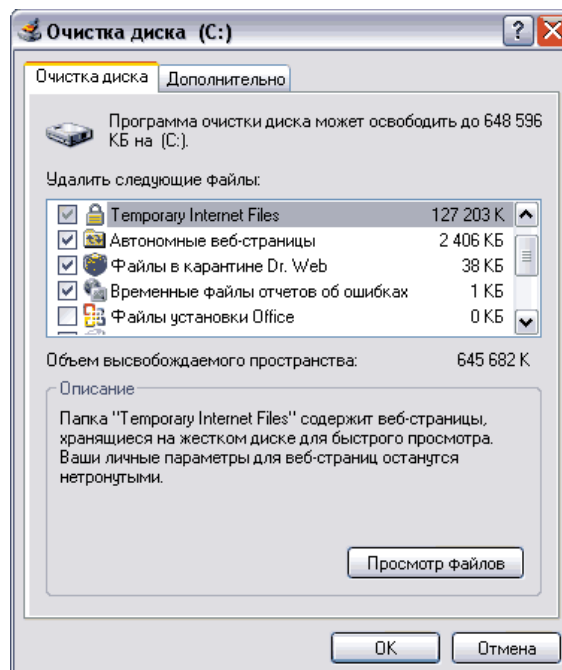 Очистка диска (C:)
Очистка диска Дополнительно
Программа очистки диска может освободить до 648 596
КБ на (C:).
Удалить следующие файлы:
Temporary Internet Files 127 203 К
Автономные веб-страницы 2 406 КБ
Файлы в карантине Dr. Web 38 КБ
Временные файлы отчетов об ошибках 1 КБ
Файлы установки Office 0 КБ
Объем высвобождаемого пространства: 645 682 К
Описание
Папка "Temporary Internet Files" содержит веб-страницы,
хранящиеся на жестком диске для быстрого просмотра.
Ваши личные параметры для веб-страниц останутся
нетронутыми.
Просмотр файлов
ОК Отмена